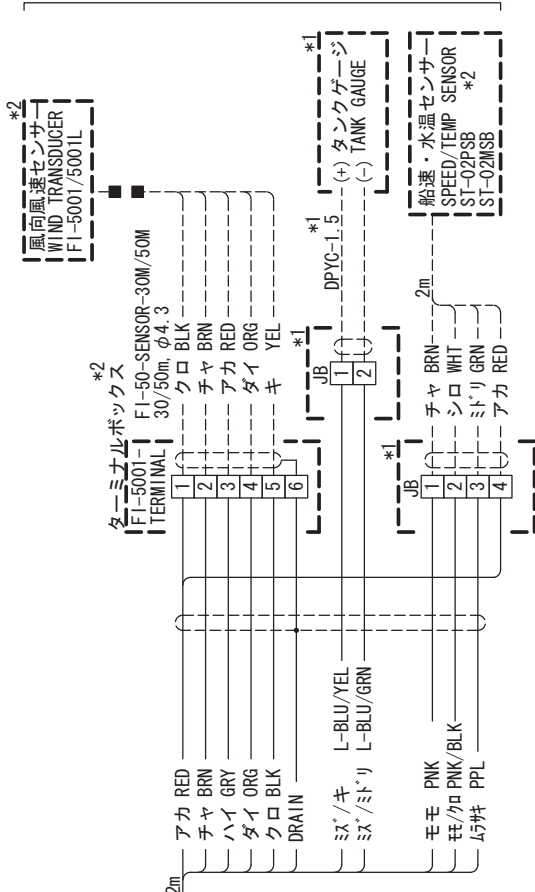 *2
風向風速センサー
WIND TRANSDUCER
FI-5001/5001L
*1
タンクゲージ
TANK GAUGE
(+)
(-)
船速・水温センサー
SPEED/TEMP SENSOR
ST-02PSB *2
ST-02MSB
*2
ターミナルボックス
FI-5001-
TERMINAL
FI-50-SENSOR-30M/50M
30/50m, φ4.3
クロ BLK
チャ BRN
アカ RED
ダイ ORG
キ YEL
1
2
3
4
5
6
*1
DPYC-1.5
*1
JB
1
2
2m
チャ BRN
シロ WHT
ミドリ GRN
アカ RED
*1
JB
1
2
3
4
2m
アカ RED
チャ BRN
ハイ GRY
ダイ ORG
クロ BLK
DRAIN
ミズ/キ L-BLU/YEL
ミズ/ミドリ L-BLU/GRN
モモ PNK
モモ/クロ PNK/BLK
ムラサキ PPL